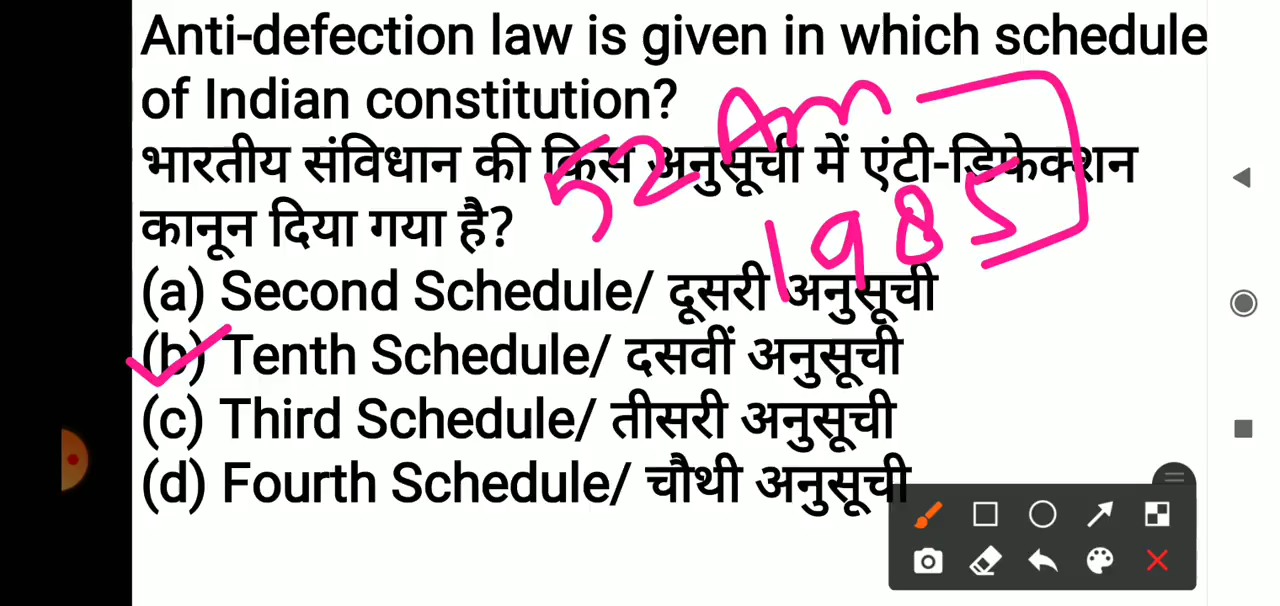 Anti-defection law is given in which schedule
of Indian constitution?
52 Am
भारतीय संविधान की किस अनुसूची में एंटी-डिफेक्शन
1985
कानून दिया गया है?
(a) Second Schedule/ दूसरी अनुसूची
(b) Tenth Schedule/ दसवीं अनुसूची
(c) Third Schedule/ तीसरी अनुसूची
(d) Fourth Schedule/ चौथी अनुसूची